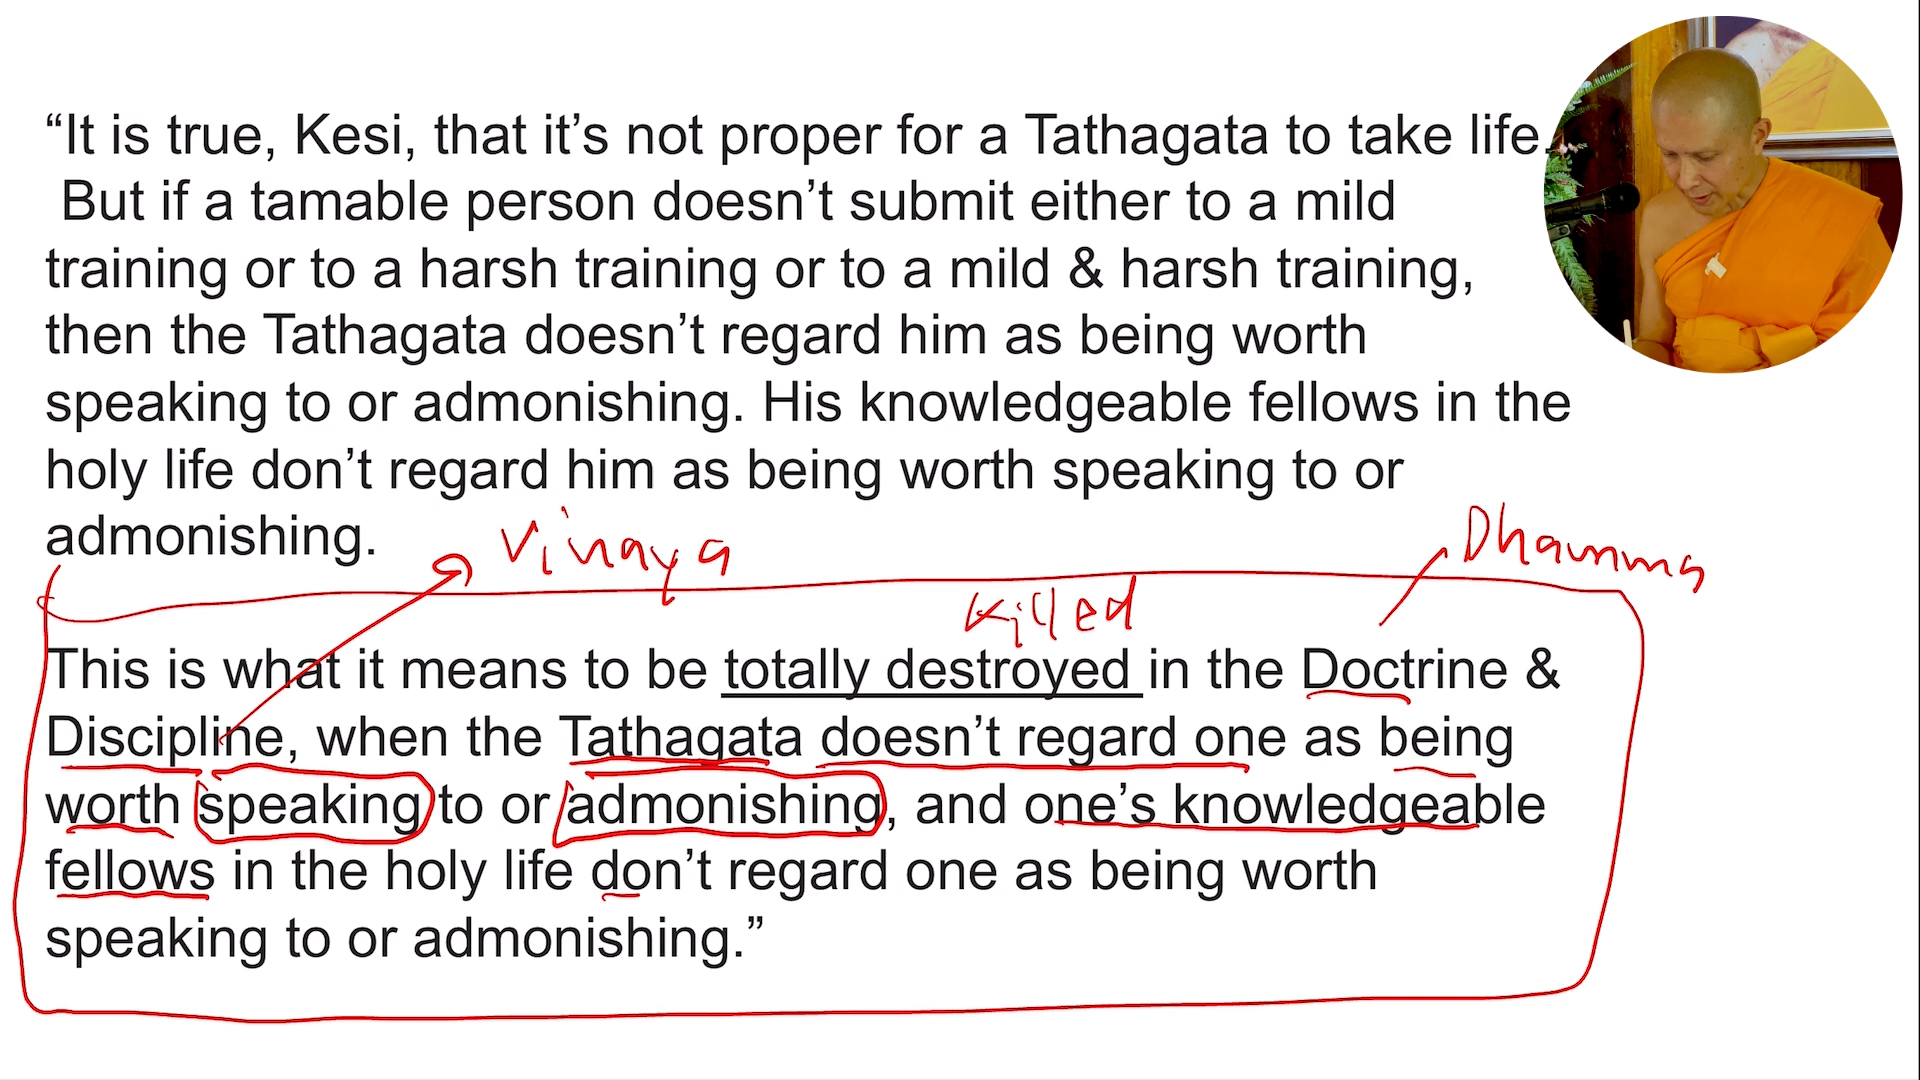 “It is true, Kesi, that it’s not proper for a Tathagata to take life.
But if a tamable person doesn’t submit either to a mild
training or to a harsh training or to a mild & harsh training,
then the Tathagata doesn’t regard him as being worth
speaking to or admonishing. His knowledgeable fellows in the
holy life don’t regard him as being worth speaking to or
admonishing.
Vinaya
Dhamma
Killed
This is what it means to be totally destroyed in the Doctrine &
Discipline, when the Tathagata doesn’t regard one as being
worth speaking to or admonishing, and one’s knowledgeable
fellows in the holy life don’t regard one as being worth
speaking to or admonishing.”